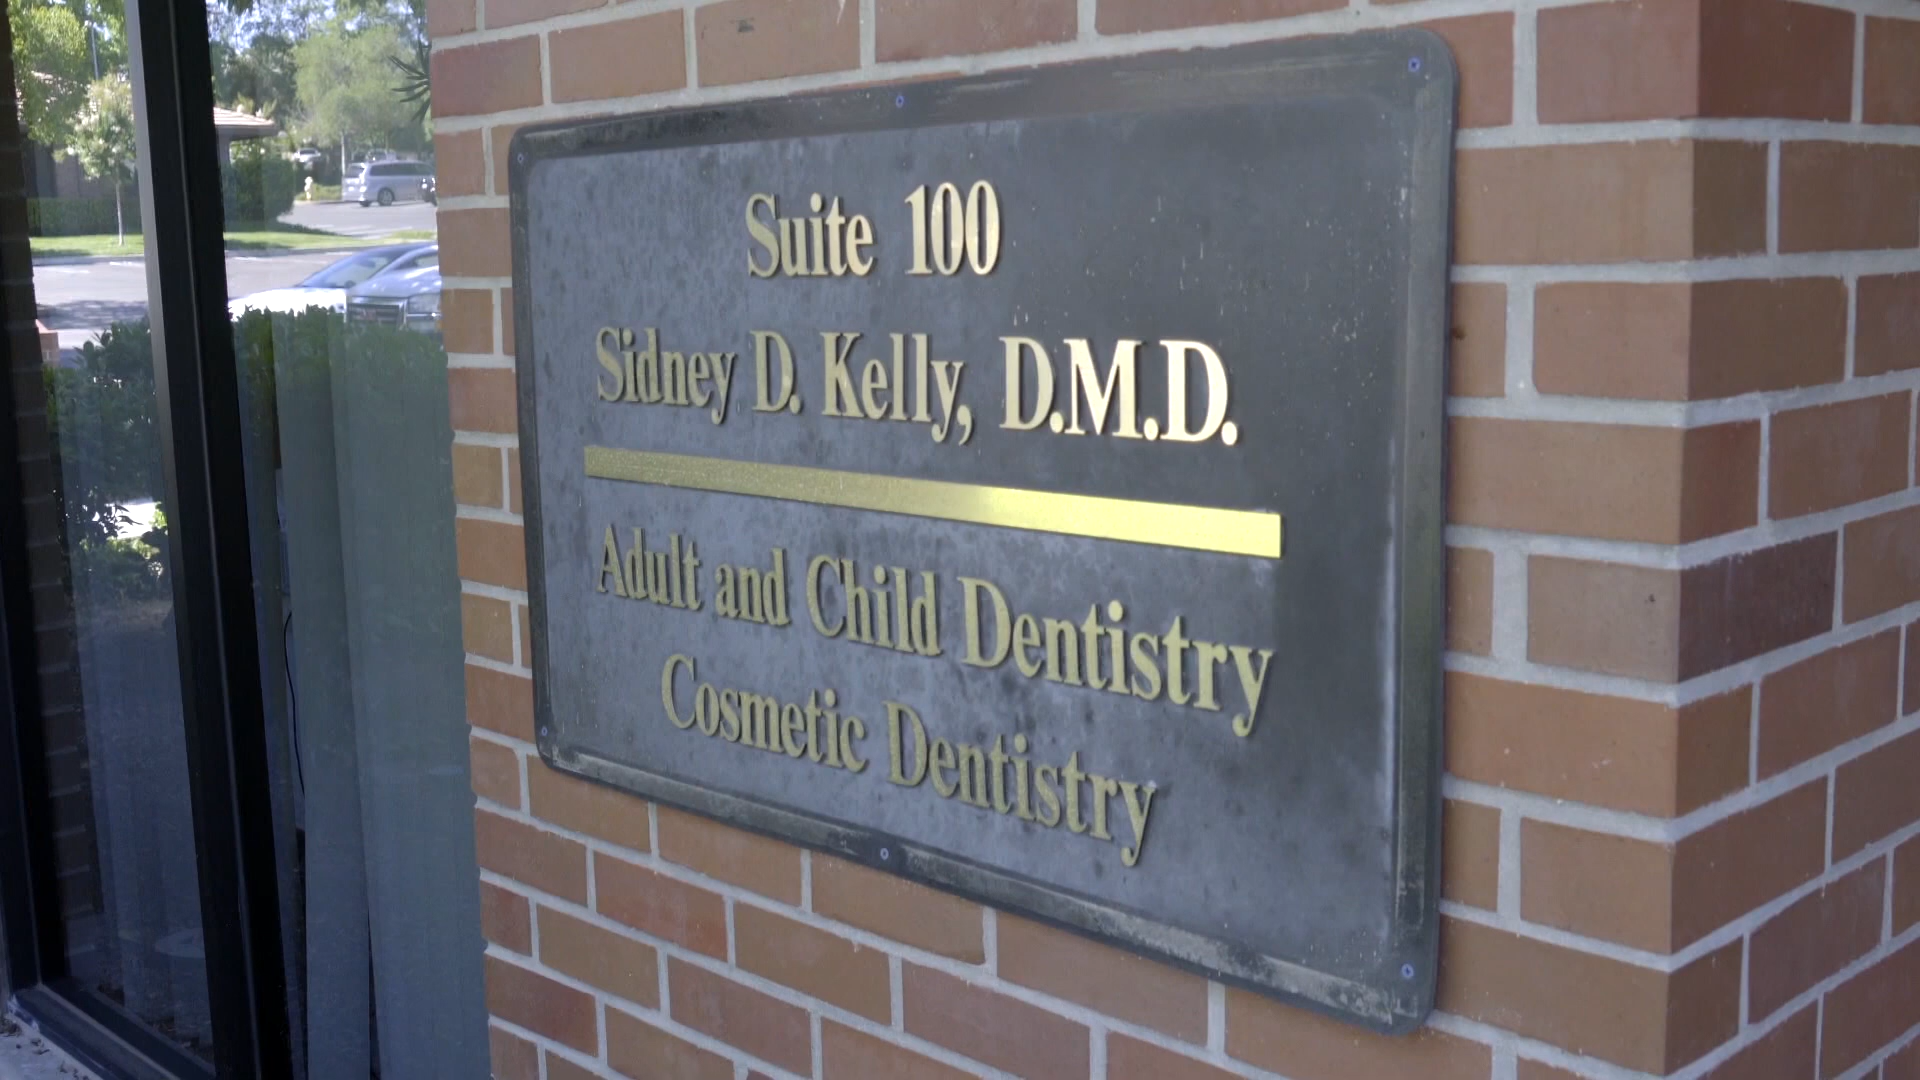 Suite 100
Sidney D. Kelly, D.M.D.
Adult and Child Dentistry
Cosmetic Dentistry